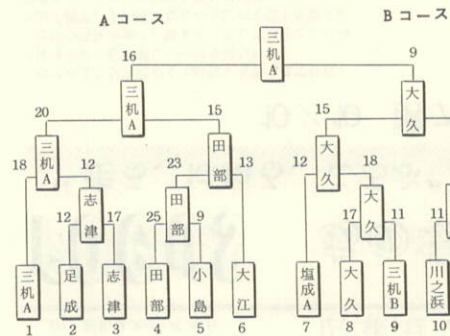 Aコース
Bコース
三机A
16
9
三机A
大久
20
15
15
三机A
田部
大久
18
12
23
13
12
18
志津
田部
大久
12
17
25
9
17
11
11
三机A
足成
志津
田部
小島
大江
塩成A
大久
三机B
川之浜
1
2
3
4
5
6
7
8
9
10